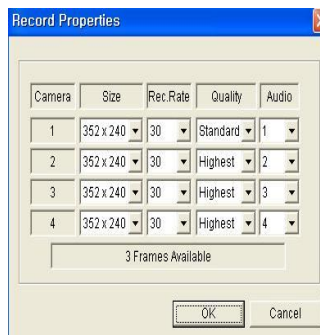 Record Properties
Camera Size Rec.Rate Quality Audio
1 352 x 240 30 Standard 1
2 352 x 240 30 Highest 2
3 352 x 240 30 Highest 3
4 352 x 240 30 Highest 4
3 Frames Available
OK Cancel